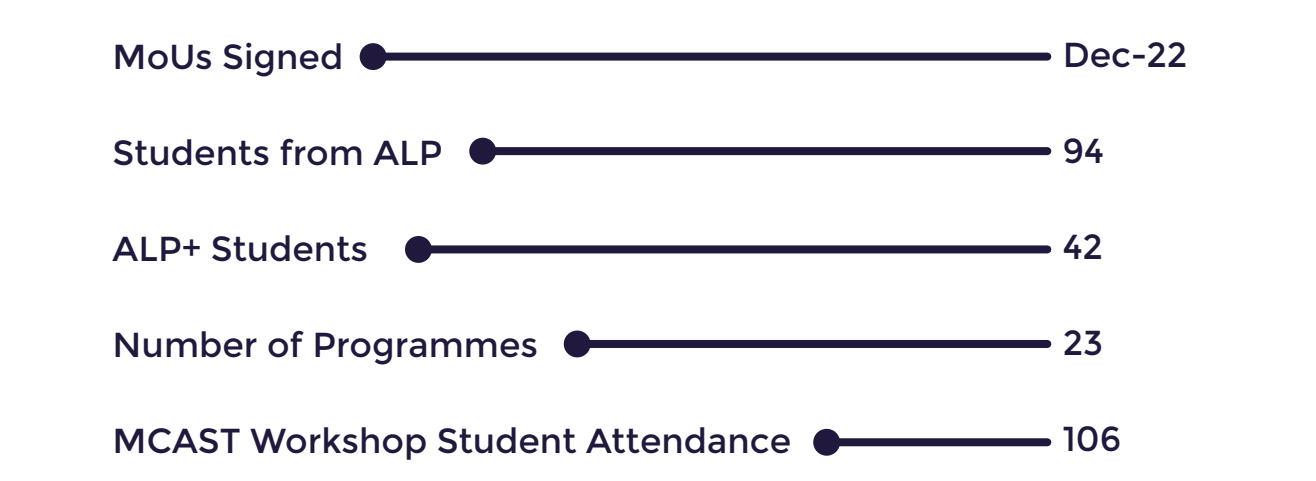 MoUs Signed Dec-22
Students from ALP 94
ALP+ Students 42
Number of Programmes 23
MCAST Workshop Student Attendance 106